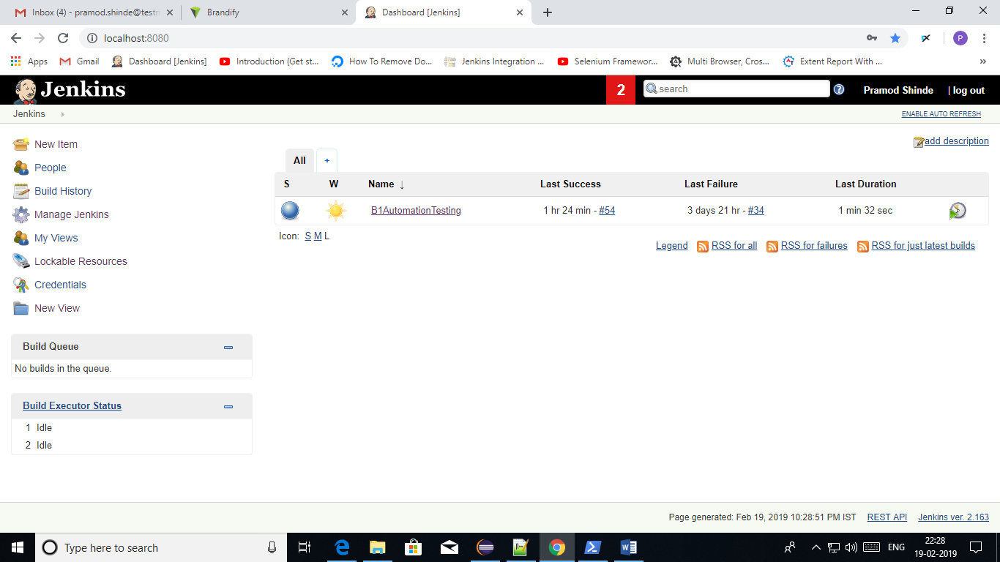 Inbox (4) - pramod.shinde@test
Brandify
Dashboard [Jenkins]
localhost:8080
P
Apps
Gmail
Dashboard [Jenkins]
Introduction (Get st...
How To Remove Do...
Jenkins Integration ...
Selenium Framewor...
Multi Browser, Cros...
Extent Report With ...
»
Jenkins
2
search
Pramod Shinde
| log out
Jenkins
ENABLE AUTO REFRESH
New Item
People
Build History
Manage Jenkins
My Views
Lockable Resources
Credentials
New View
add description
All
+
S W Name ↓ Last Success Last Failure Last Duration
B1AutomationTesting 1 hr 24 min - #54 3 days 21 hr - #34 1 min 32 sec
Icon: S M L
Legend RSS for all RSS for failures RSS for just latest builds
Build Queue
No builds in the queue.
Build Executor Status
1 Idle
2 Idle
Page generated: Feb 19, 2019 10:28:51 PM IST REST API Jenkins ver. 2.163
Type here to search
ENG
22:28
19-02-2019